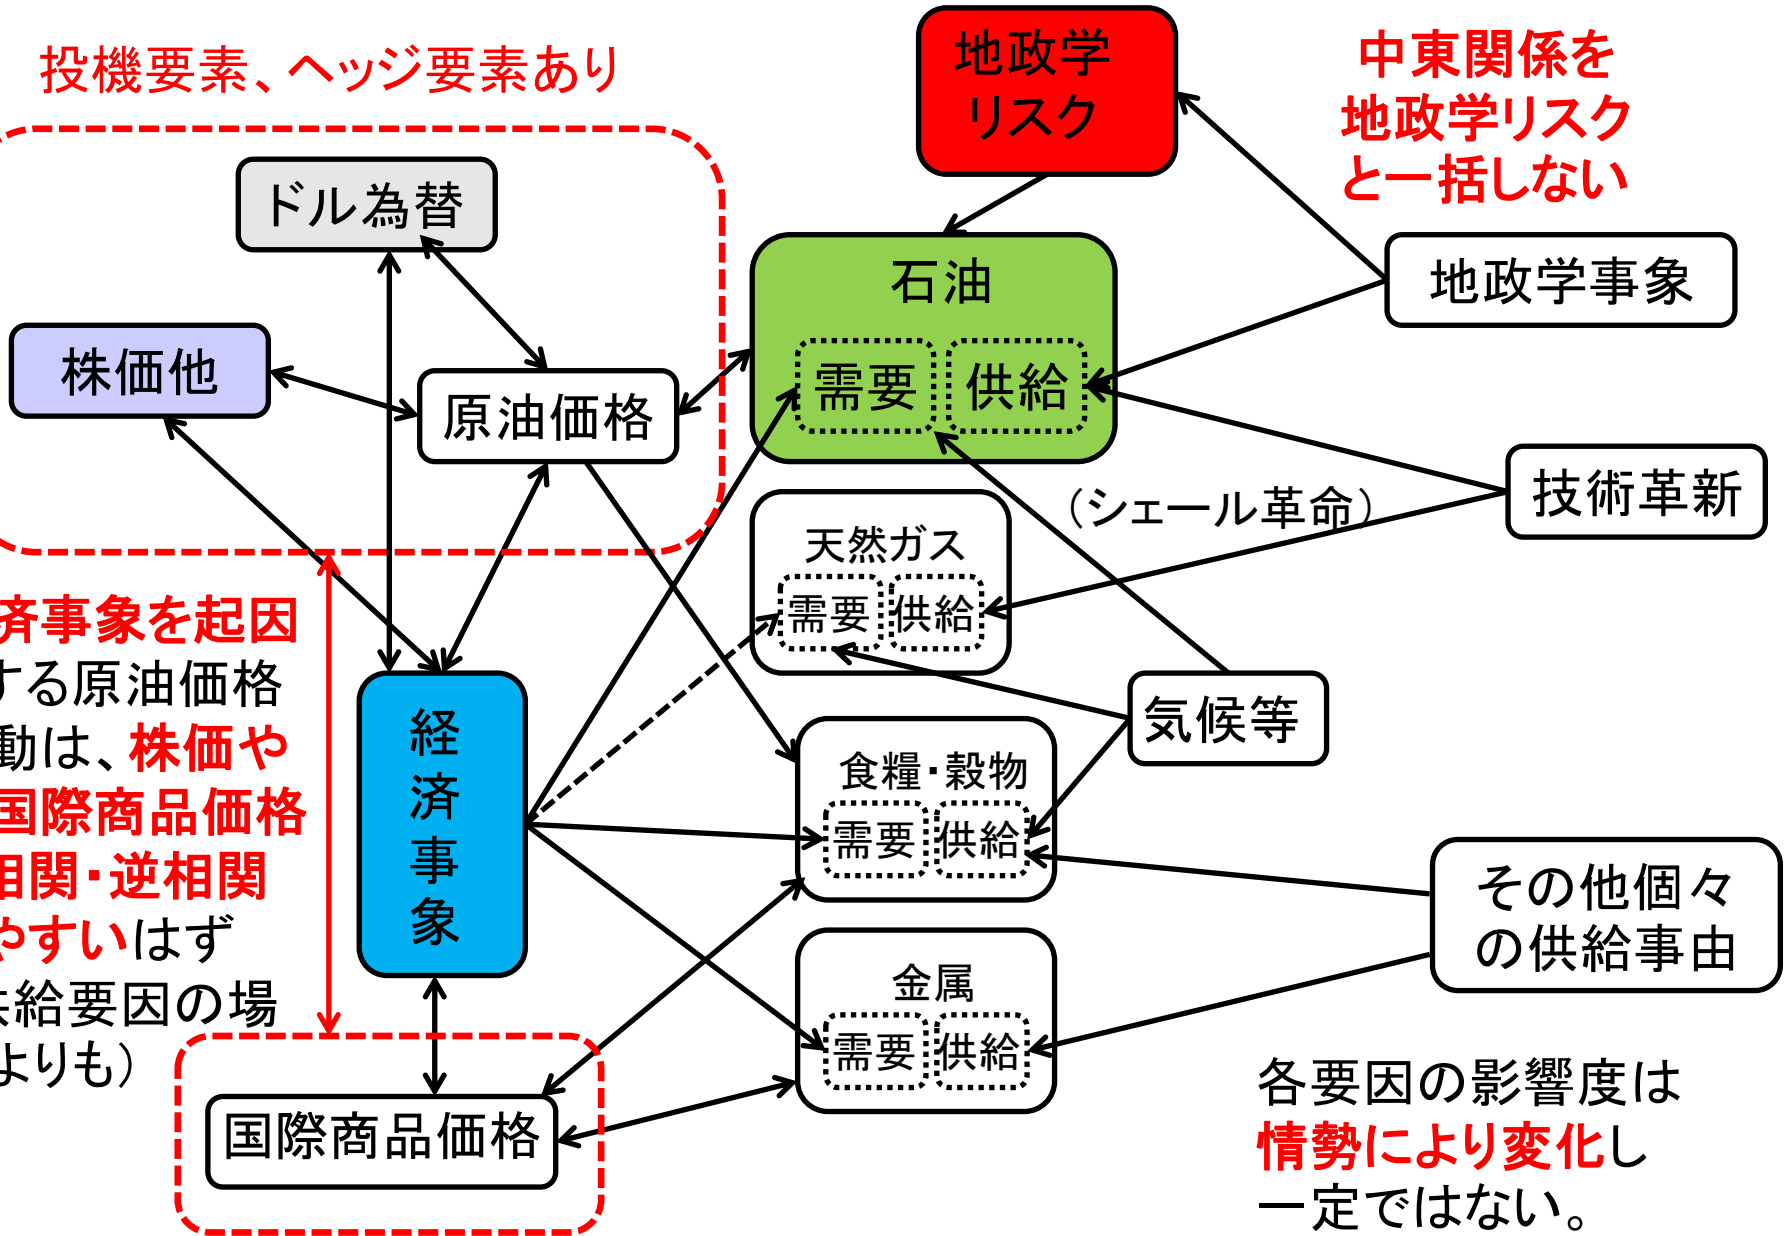 投機要素、ヘッジ要素あり
地政学
リスク
中東関係を
地政学リスク
と一括しない
ドル為替
石油
需要
供給
地政学事象
株価他
原油価格
技術革新
（シェール革命）
天然ガス
需要
供給
済事象を起因
する原油価格
動は、株価や
国際商品価格
相関・逆相関
やすいはず
供給要因の場
よりも）
経
済
事
象
気候等
食糧・穀物
需要
供給
その他個々
の供給事由
金属
需要
供給
国際商品価格
各要因の影響度は
情勢により変化し
一定ではない。